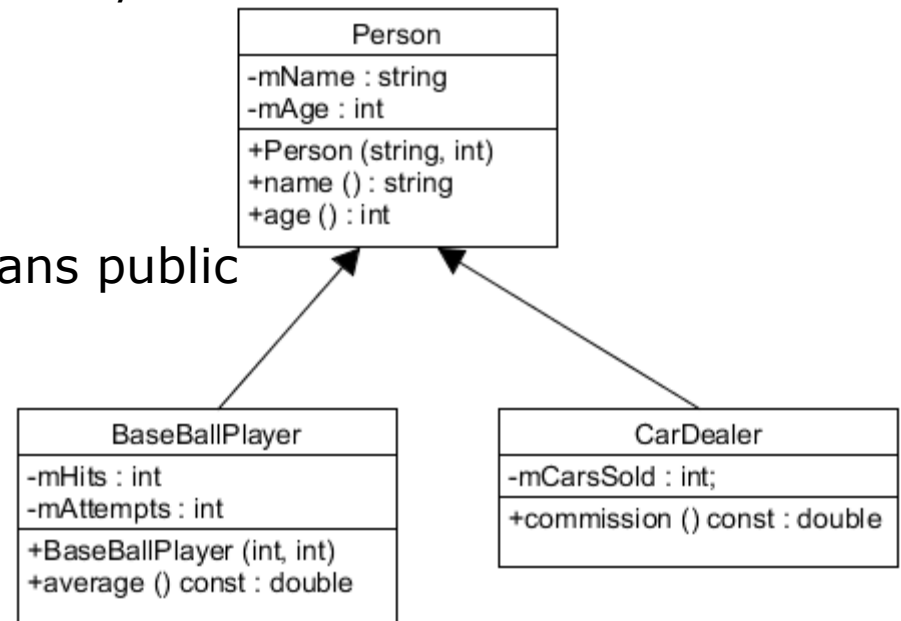 Person
-mName : string
-mAge : int
+Person (string, int)
+name () : string
+age () : int
public
BaseBallPlayer
-mHits : int
-mAttempts : int
+BaseBallPlayer (int, int)
+average () const : double
CarDealer
-mCarsSold : int;
+commission () const : double